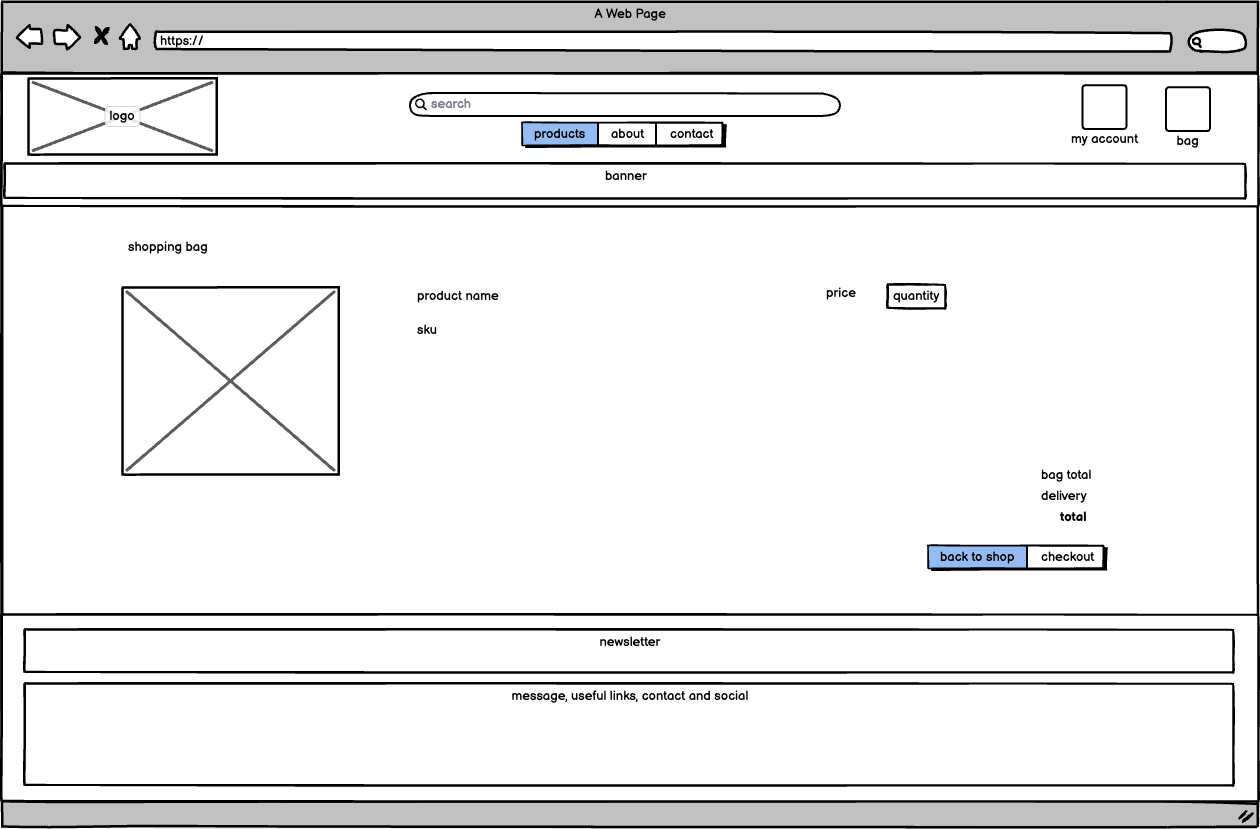 A Web Page
https://
logo
search
products about contact
my account
bag
banner
shopping bag
product name
price quantity
sku
bag total
delivery
total
back to shop checkout
newsletter
message, useful links, contact and social